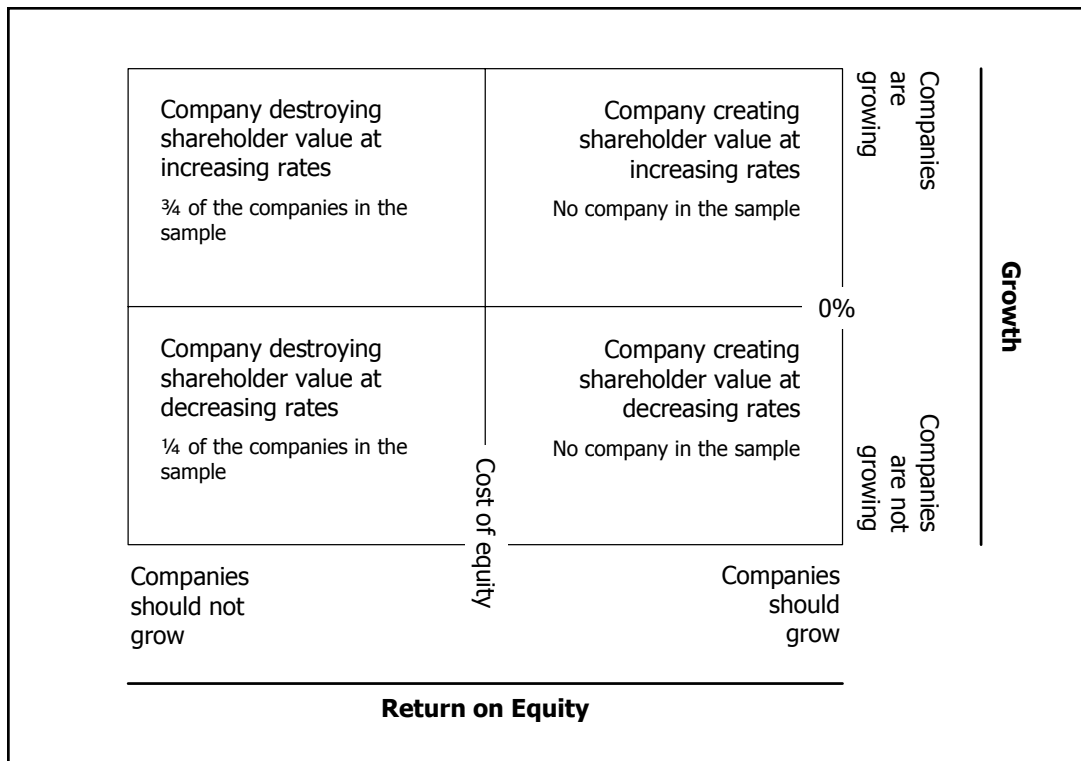 Company destroying
shareholder value at
increasing rates
¾ of the companies in the
sample
Company creating
shareholder value at
increasing rates
No company in the sample
Companies
are
growing
0%
Growth
Company destroying
shareholder value at
decreasing rates
¼ of the companies in the
sample
Company creating
shareholder value at
decreasing rates
No company in the sample
Companies
are not
growing
Cost of equity
Companies
should not
grow
Companies
should
grow
Return on Equity